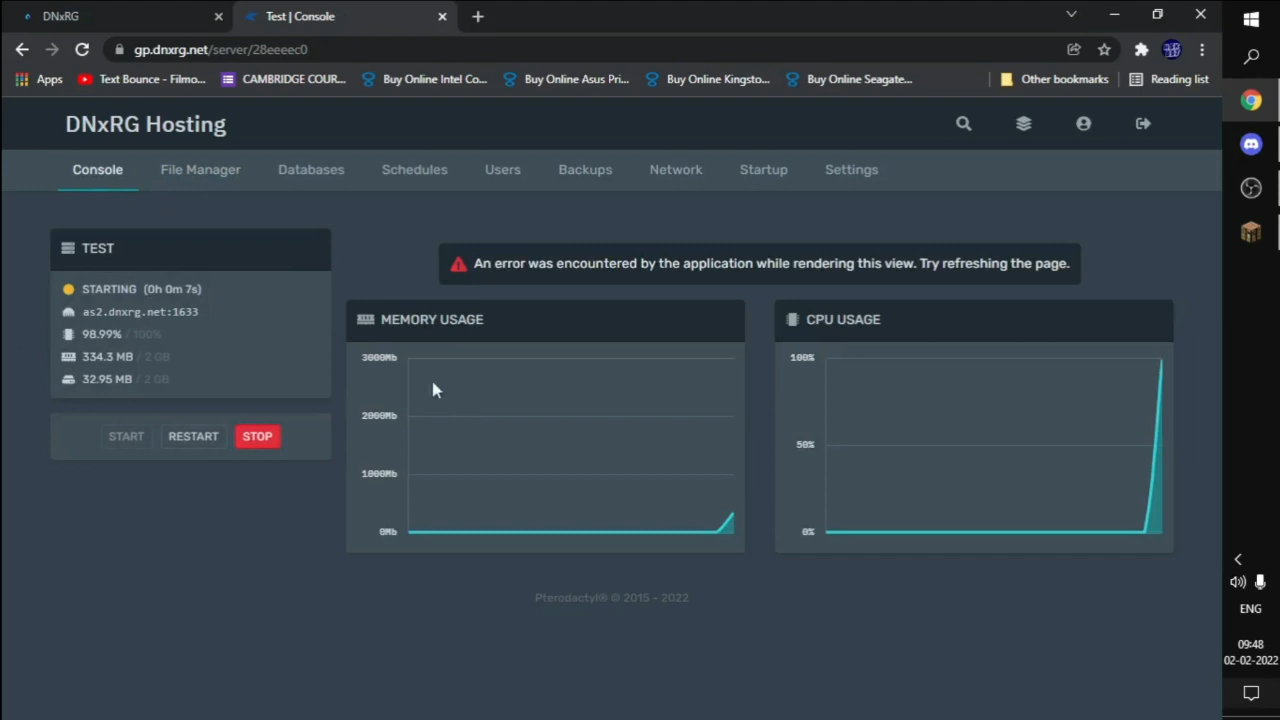 DNxRG
Test | Console
gp.dnxrg.net/server/28eeeec0
Apps
Text Bounce - Filmo...
CAMBRIDGE COUR...
Buy Online Intel Co...
Buy Online Asus Pri...
Buy Online Kingsto...
Buy Online Seagate...
Other bookmarks
Reading list
DNxRG Hosting
Console
File Manager
Databases
Schedules
Users
Backups
Network
Startup
Settings
TEST
STARTING (0h 0m 7s)
as2.dnxrg.net:1633
98.99% / 100%
334.3 MB / 2 GB
32.95 MB / 2 GB
START
RESTART
STOP
An error was encountered by the application while rendering this view. Try refreshing the page.
MEMORY USAGE
3000Mb
2000Mb
1000Mb
0Mb
CPU USAGE
100%
50%
0%
Pterodactyl® © 2015 - 2022
ENG
09:48
02-02-2022